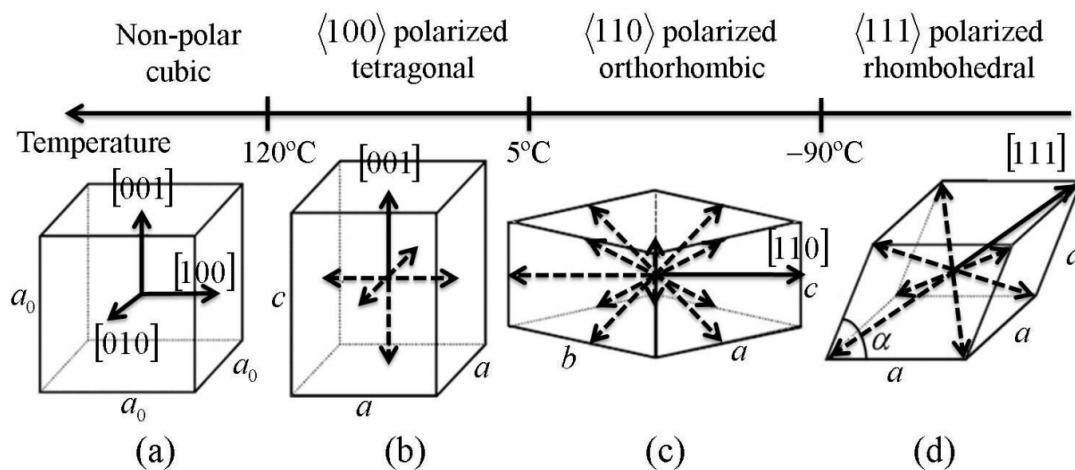 Non-polar
cubic
⟨100⟩ polarized
tetragonal
⟨110⟩ polarized
orthorhombic
⟨111⟩ polarized
rhombohedral
Temperature
120°C
5°C
−90°C
[001]
[100]
[010]
a₀
a₀
a₀
(a)
[001]
c
a
a
(b)
[110]
c
b
a
(c)
[111]
a
a
α
a
(d)